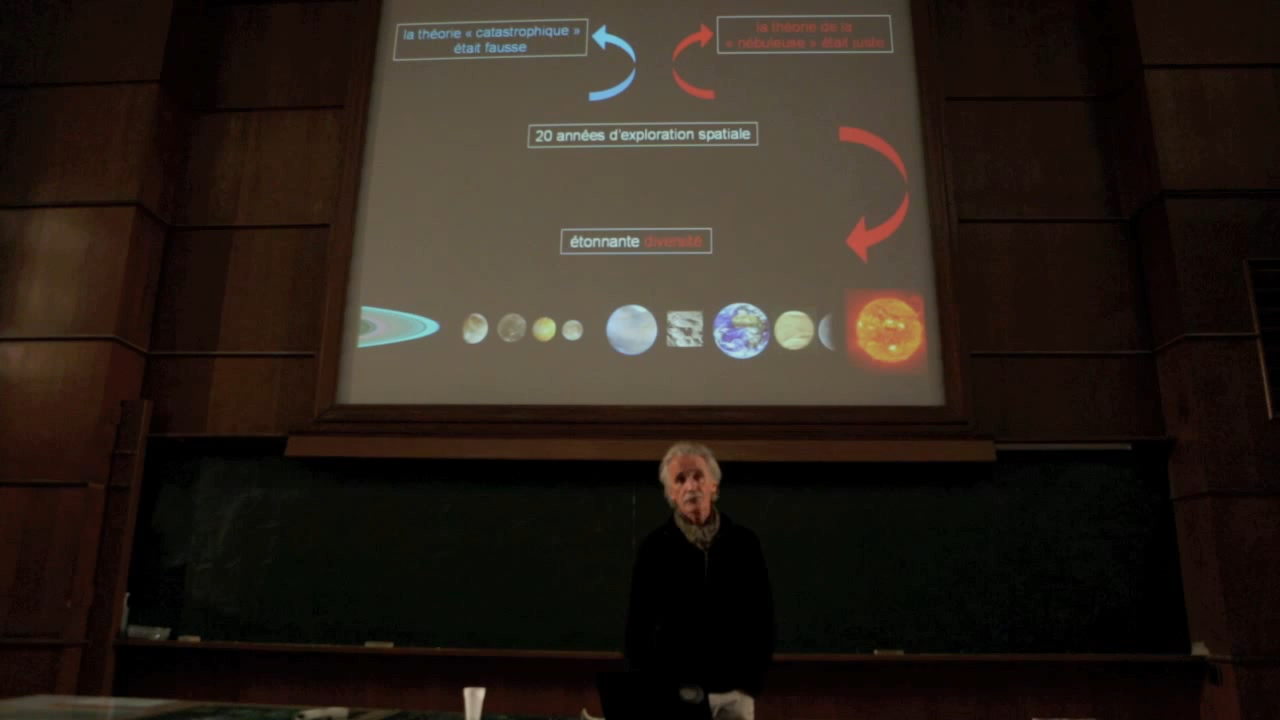 la théorie « catastrophique »
était fausse
la théorie de la
« nébuleuse » était juste
20 années d'exploration spatiale
étonnante diversité